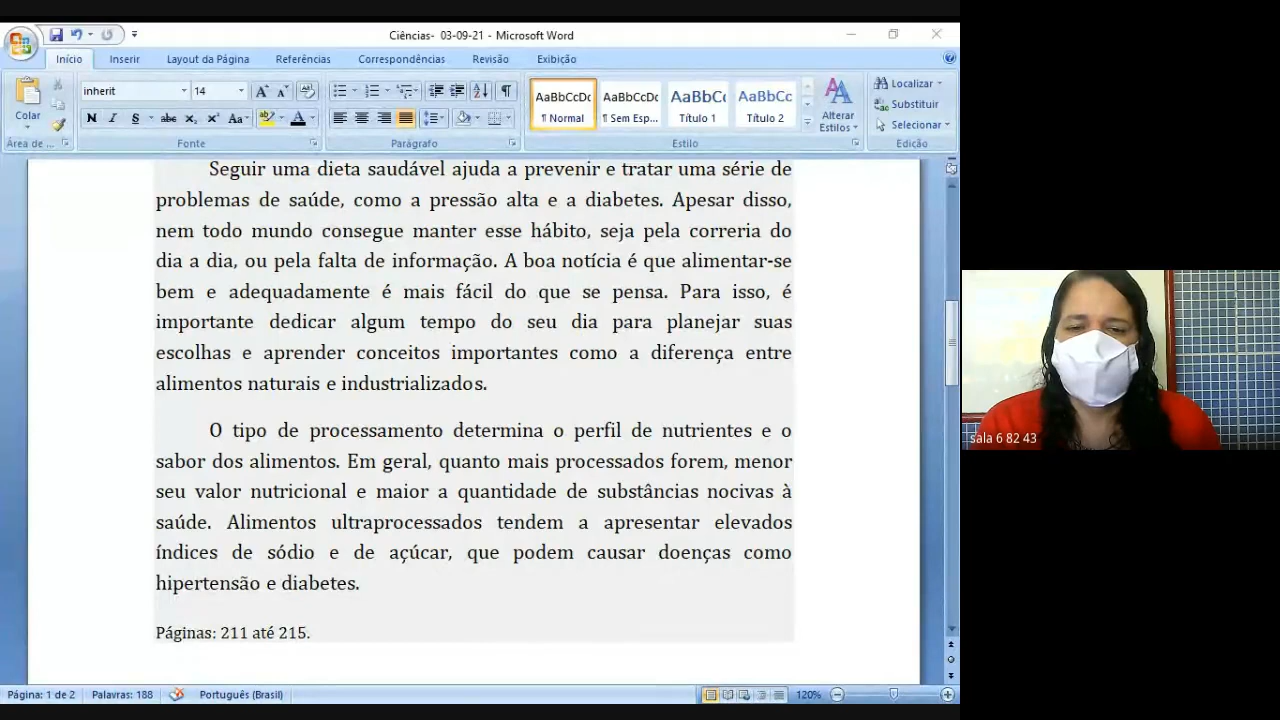 Ciências- 03-09-21 - Microsoft Word
Início Inserir Layout da Página Referências Correspondências Revisão Exibição
Colar
inherit 14
N I S abc x₂ x² Aa
AaBbCcDc AaBbCcDc AaBbC AaBbCc
¶ Normal ¶ Sem Esp... Título 1 Título 2
Alterar Estilos
Localizar
Substituir
Selecionar
Área de ... Fonte Parágrafo Estilo Edição
Seguir uma dieta saudável ajuda a prevenir e tratar uma série de
problemas de saúde, como a pressão alta e a diabetes. Apesar disso,
nem todo mundo consegue manter esse hábito, seja pela correria do
dia a dia, ou pela falta de informação. A boa notícia é que alimentar-se
bem e adequadamente é mais fácil do que se pensa. Para isso, é
importante dedicar algum tempo do seu dia para planejar suas
escolhas e aprender conceitos importantes como a diferença entre
alimentos naturais e industrializados.
O tipo de processamento determina o perfil de nutrientes e o
sabor dos alimentos. Em geral, quanto mais processados forem, menor
seu valor nutricional e maior a quantidade de substâncias nocivas à
saúde. Alimentos ultraprocessados tendem a apresentar elevados
índices de sódio e de açúcar, que podem causar doenças como
hipertensão e diabetes.
Páginas: 211 até 215.
Página: 1 de 2 Palavras: 188 Português (Brasil) 120%
sala 6 82 43